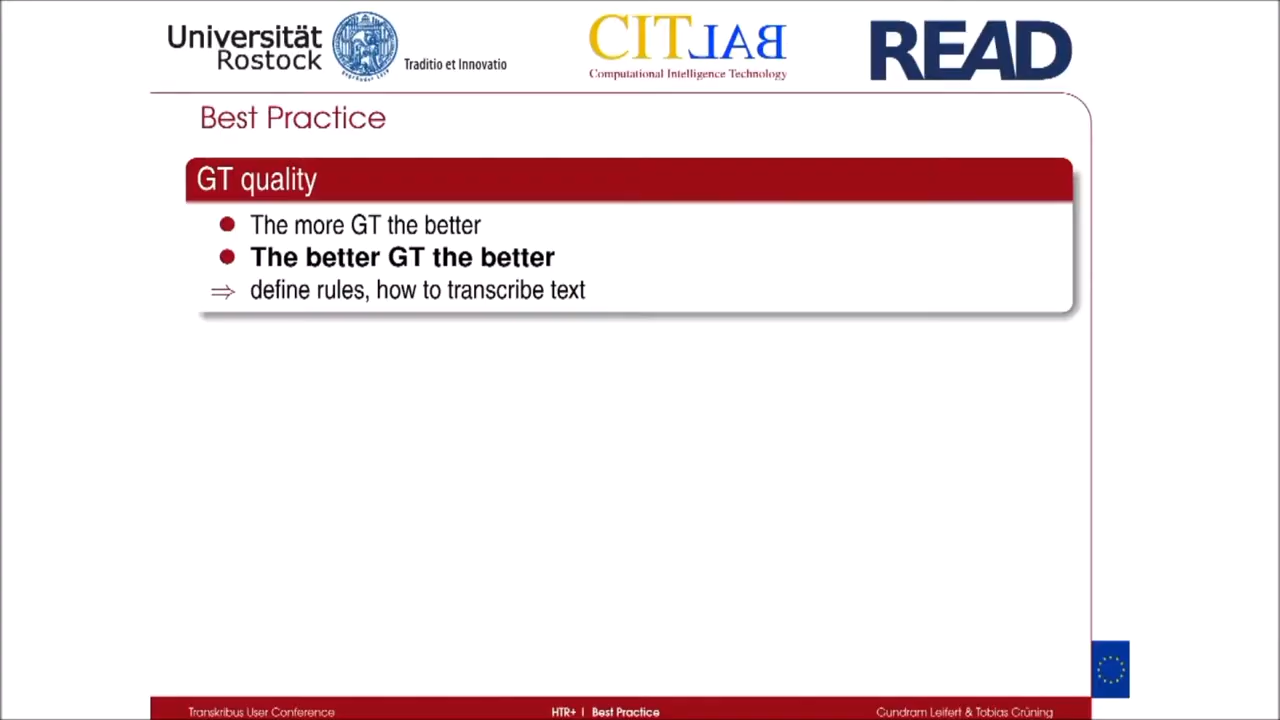 Universität
Rostock
Traditio et Innovatio
CITLAB
Computational Intelligence Technology
READ
Best Practice
GT quality
The more GT the better
The better GT the better
⇒ define rules, how to transcribe text
Transkribus User Conference
HTR+ | Best Practice
Gundram Leifert & Tobias Grüning